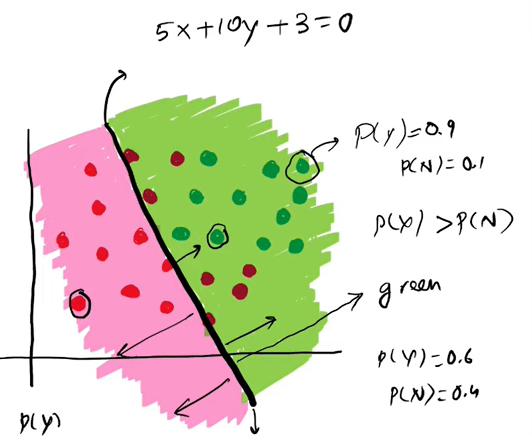 5x+10y+3=0
P(Y)=0.9
P(N)=0.1
P(Y) >P(N)
green
P(Y)=0.6
P(N)=0.4
P(Y)